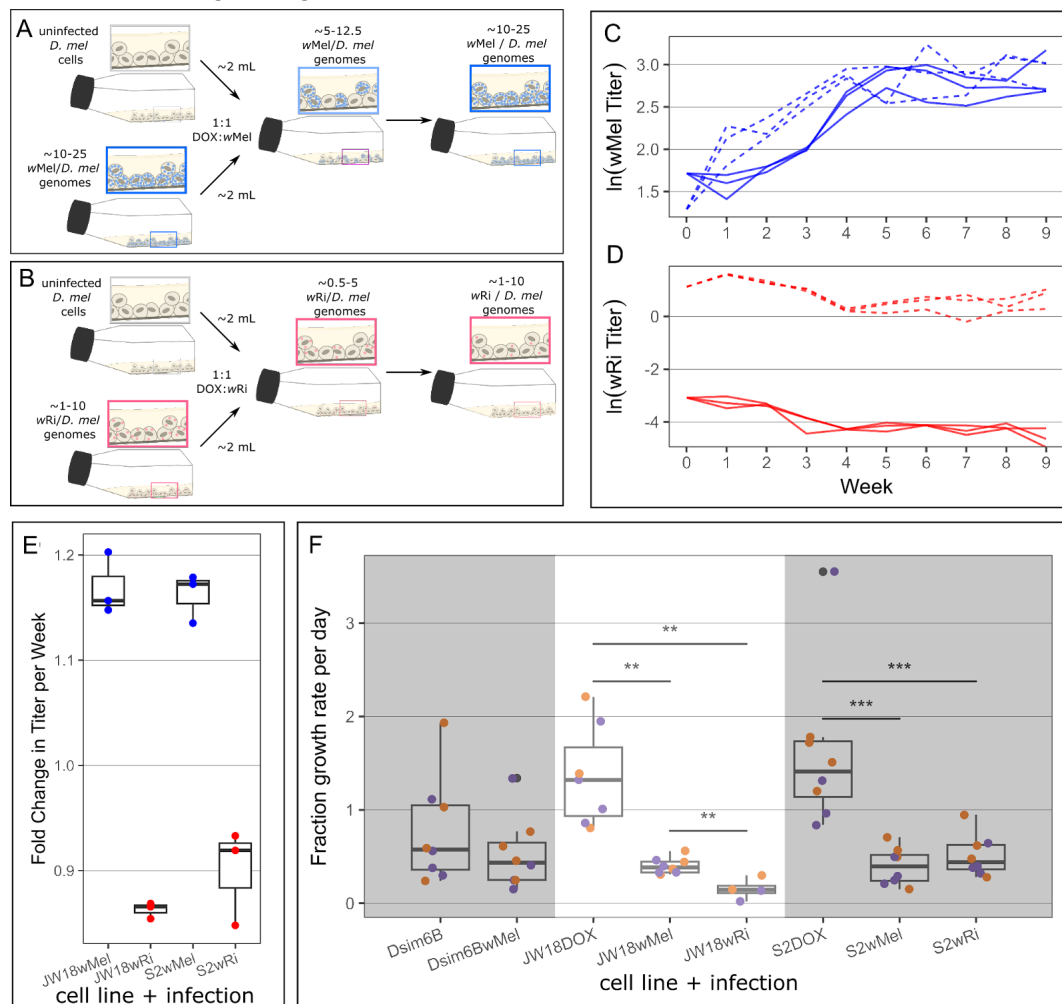 A
uninfected
D. mel
cells
~2 mL
1:1
DOX:wMel
~10-25
wMel/D. mel
genomes
~2 mL
~5-12.5
wMel/D. mel
genomes
~10-25
wMel / D. mel
genomes
B
uninfected
D. mel
cells
~2 mL
1:1
DOX:wRi
~1-10
wRi/D. mel
genomes
~2 mL
~0.5-5
wRi/D. mel
genomes
~1-10
wRi / D. mel
genomes
C
ln(wMel Titer)
3.0
2.5
2.0
1.5
0 1 2 3 4 5 6 7 8 9
D
ln(wRi Titer)
0
-2
-4
0 1 2 3 4 5 6 7 8 9
Week
E
Fold Change in Titer per Week
1.2
1.1
1.0
0.9
JW18wMel
JW18wRi
S2wMel
S2wRi
cell line + infection
F
Fraction growth rate per day
3
2
1
0
**
**
**
***
***
Dsim6B
Dsim6BwMel
JW18DOX
JW18wMel
JW18wRi
S2DOX
S2wMel
S2wRi
cell line + infection